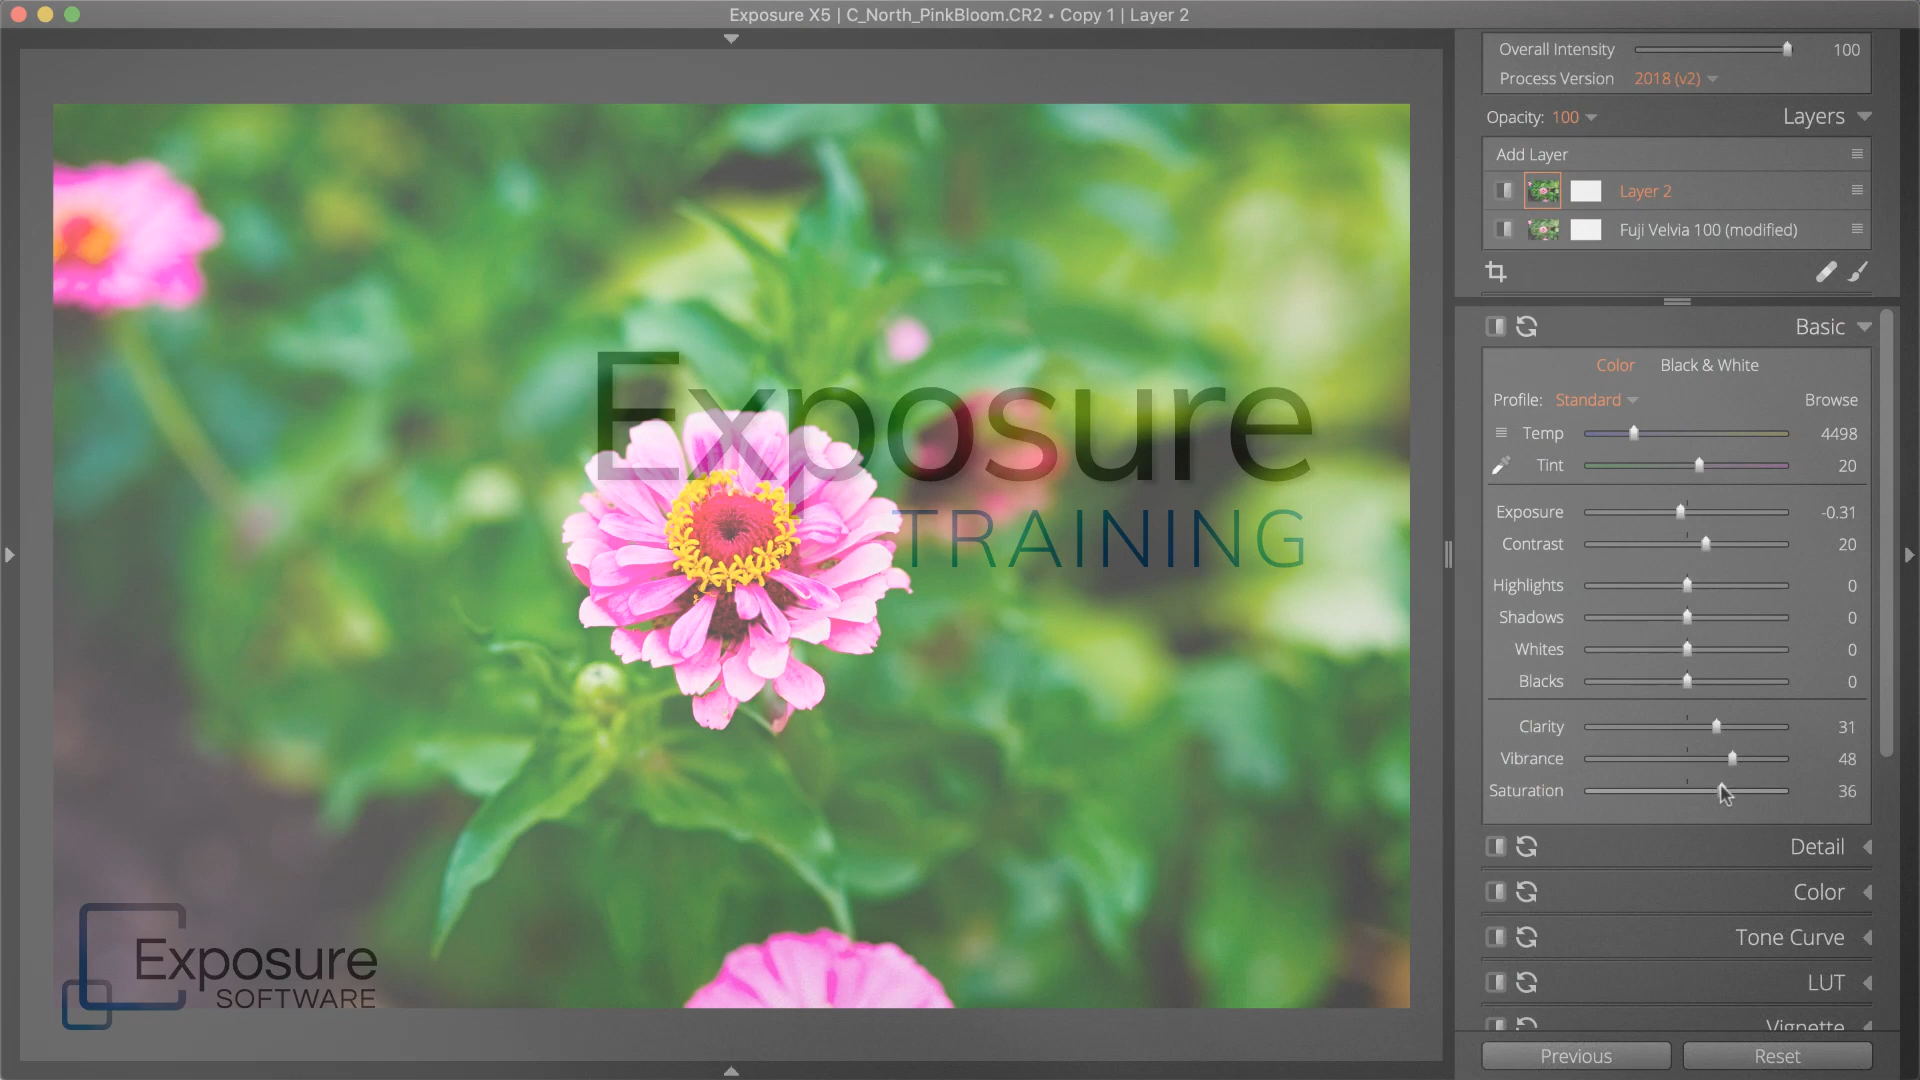 Exposure X5 | C_North_PinkBloom.CR2 • Copy 1 | Layer 2
Overall Intensity 100
Process Version 2018 (v2)
Opacity: 100 Layers
Add Layer
Layer 2
Fuji Velvia 100 (modified)
Basic
Color Black & White
Profile: Standard Browse
Temp 4498
Tint 20
Exposure -0.31
Contrast 20
Highlights 0
Shadows 0
Whites 0
Blacks 0
Clarity 31
Vibrance 48
Saturation 36
Detail
Color
Tone Curve
LUT
Vignette
Previous Reset
Exposure
TRAINING
Exposure
SOFTWARE